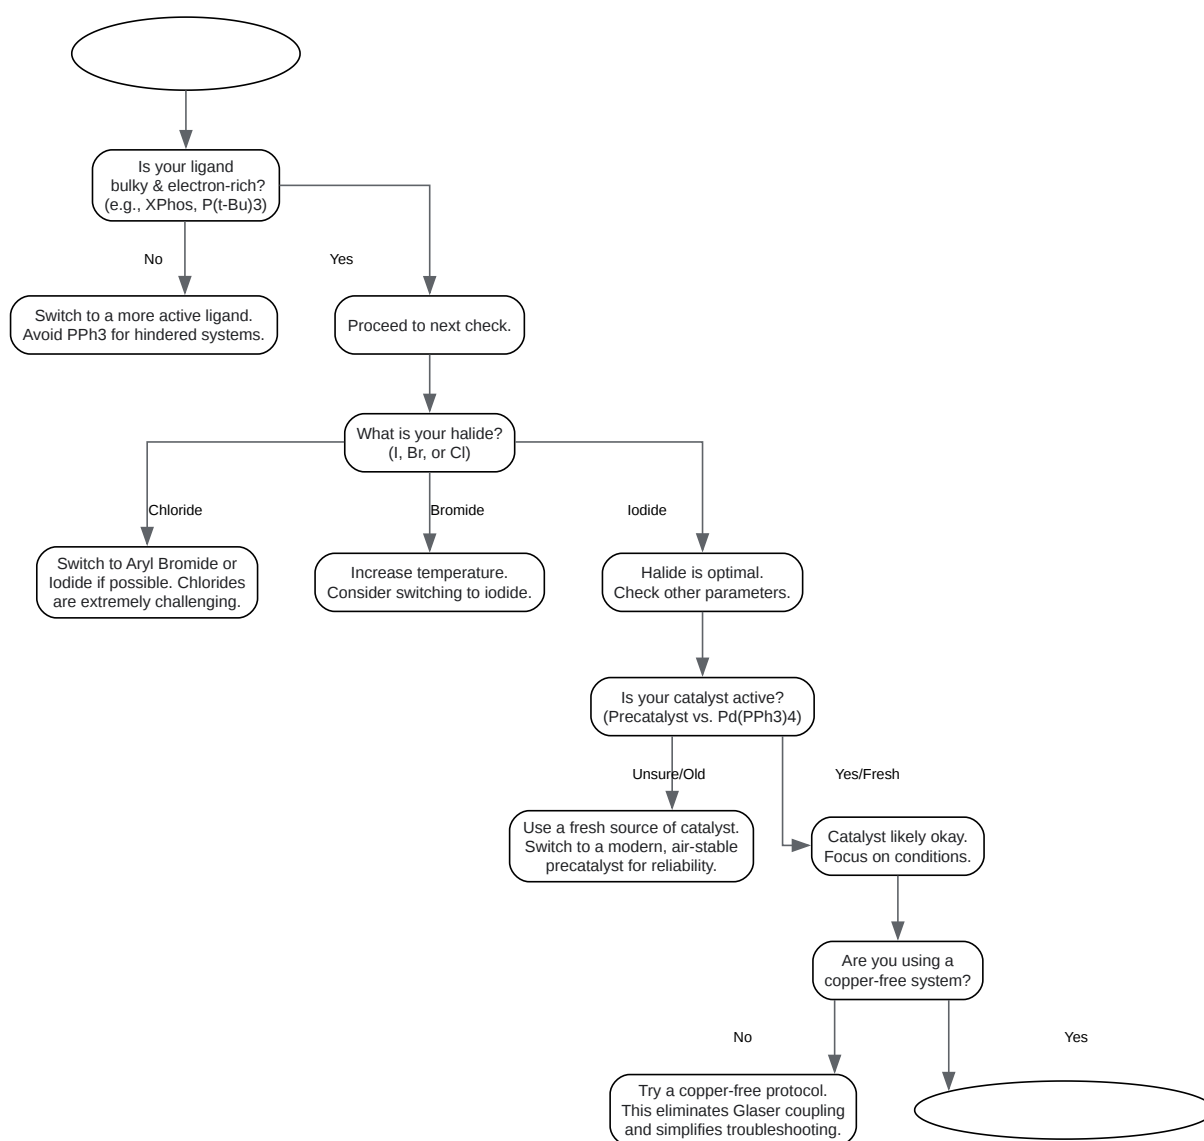 Is your ligand
bulky & electron-rich?
(e.g., XPhos, P(t-Bu)3)
No
Yes
Switch to a more active ligand.
Avoid PPh3 for hindered systems.
Proceed to next check.
What is your halide?
(I, Br, or Cl)
Chloride
Bromide
Iodide
Switch to Aryl Bromide or
Iodide if possible. Chlorides
are extremely challenging.
Increase temperature.
Consider switching to iodide.
Halide is optimal.
Check other parameters.
Is your catalyst active?
(Precatalyst vs. Pd(PPh3)4)
Unsure/Old
Yes/Fresh
Use a fresh source of catalyst.
Switch to a modern, air-stable
precatalyst for reliability.
Catalyst likely okay.
Focus on conditions.
Are you using a
copper-free system?
No
Yes
Try a copper-free protocol.
This eliminates Glaser coupling
and simplifies troubleshooting.